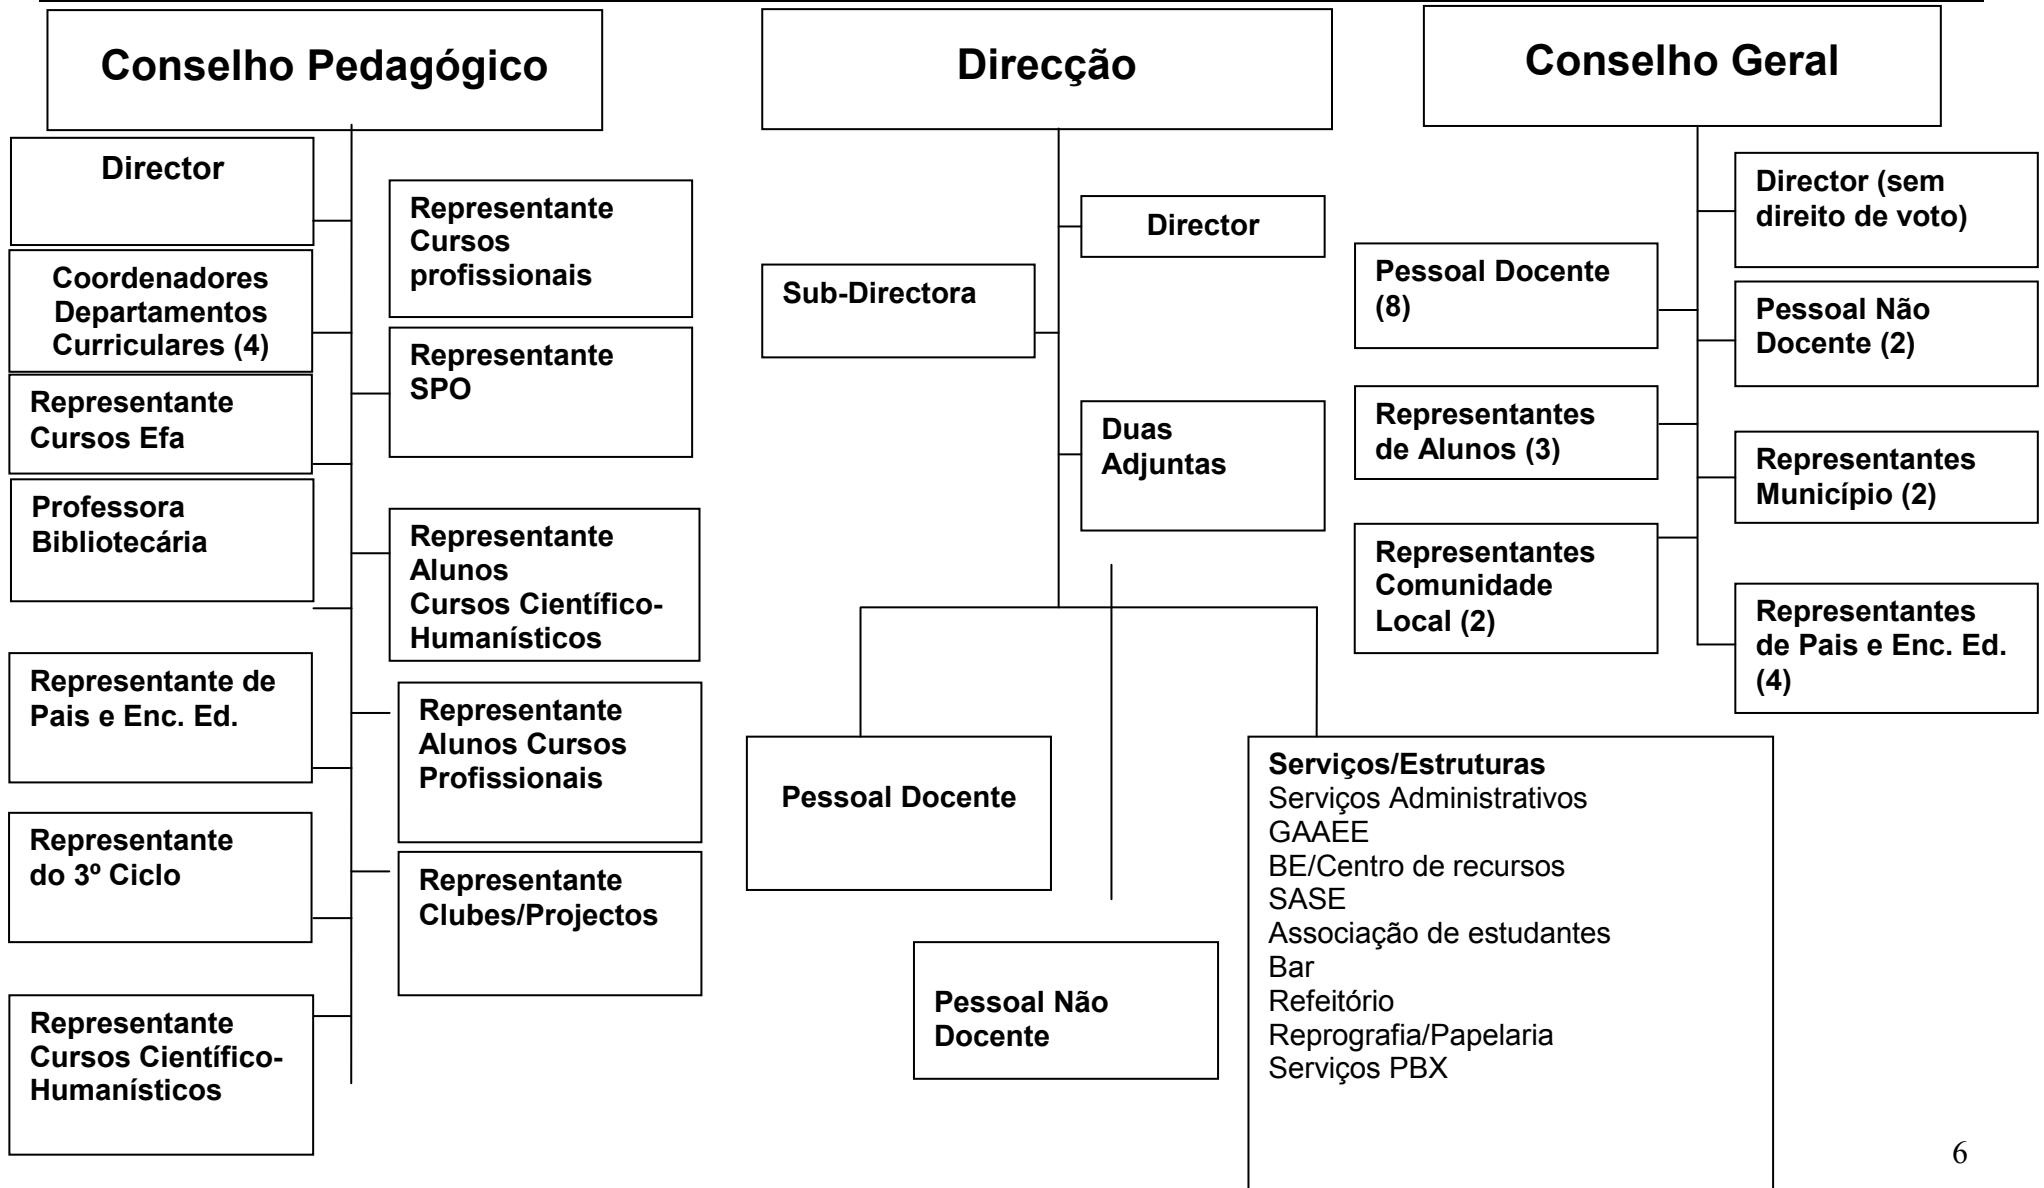 Conselho Pedagógico
Director
Coordenadores
Departamentos
Curriculares (4)
Representante
Cursos Efa
Professora
Bibliotecária
Representante de
Pais e Enc. Ed.
Representante
do 3º Ciclo
Representante
Cursos Científico-
Humanísticos
Representante
Cursos
profissionais
Representante
SPO
Representante
Alunos
Cursos Científico-
Humanísticos
Representante
Alunos Cursos
Profissionais
Representante
Clubes/Projectos
Direcção
Director
Sub-Directora
Duas
Adjuntas
Pessoal Docente
Pessoal Não
Docente
Serviços/Estruturas
Serviços Administrativos
GAAEE
BE/Centro de recursos
SASE
Associação de estudantes
Bar
Refeitório
Reprografia/Papelaria
Serviços PBX
Conselho Geral
Director (sem
direito de voto)
Pessoal Docente
(8)
Pessoal Não
Docente (2)
Representantes
de Alunos (3)
Representantes
Município (2)
Representantes
Comunidade
Local (2)
Representantes
de Pais e Enc. Ed.
(4)
6